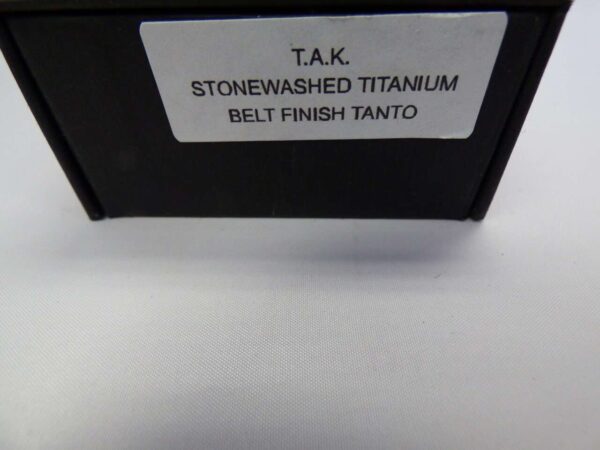 T.A.K.
STONEWASHED TITANIUM
BELT FINISH TANTO